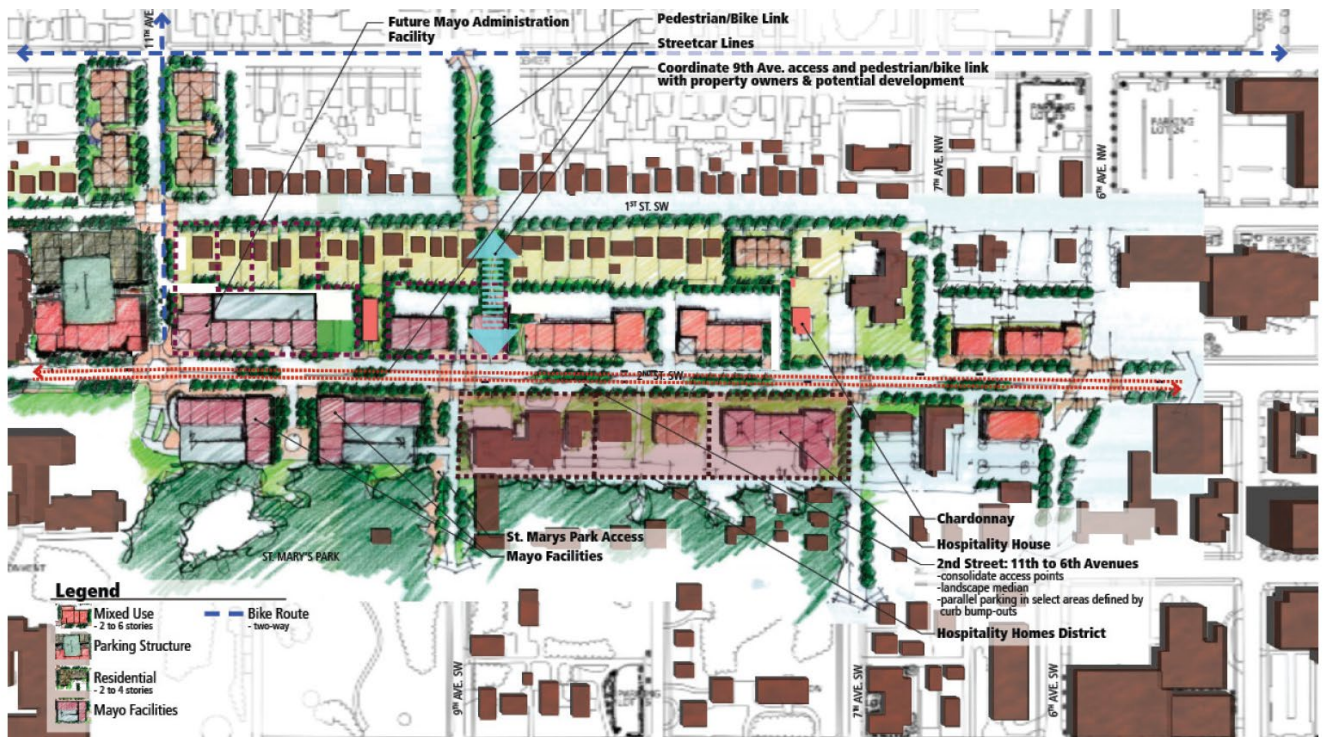 11TH AVE.
Future Mayo Administration
Facility
Pedestrian/Bike Link
Streetcar Lines
Coordinate 9th Ave. access and pedestrian/bike link
with property owners & potential development
PARKING
PARKING
LOT 24
7TH AVE. NW
6TH AVE. NW
1ST ST. SW
2ND ST. SW
ST. MARY'S PARK
St. Marys Park Access
Mayo Facilities
Chardonnay
Hospitality House
2nd Street: 11th to 6th Avenues
-consolidate access points
-landscape median
-parallel parking in select areas defined by
curb bump-outs
Hospitality Homes District
Legend
Mixed Use
- 2 to 6 stories
Parking Structure
Residential
- 2 to 4 stories
Mayo Facilities
Bike Route
- two-way
9TH AVE. SW
7TH AVE. SW
6TH AVE. SW